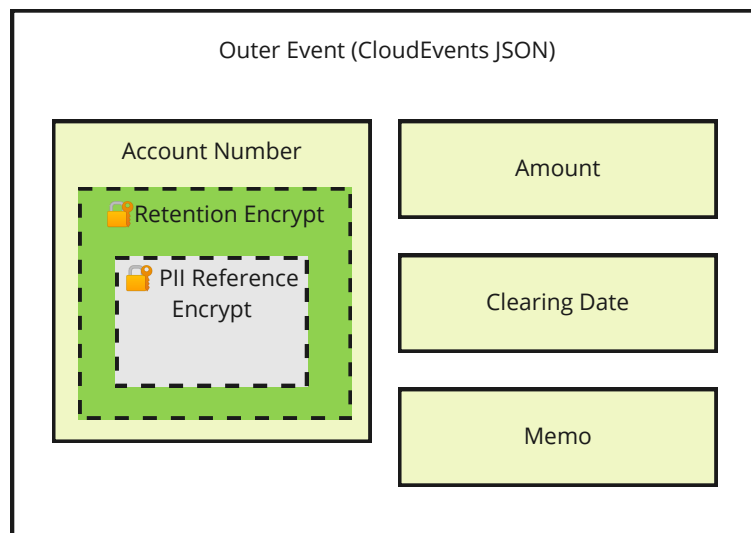 Outer Event (CloudEvents JSON)
Account Number
🔐Retention Encrypt
🔐 PII Reference
Encrypt
Amount
Clearing Date
Memo